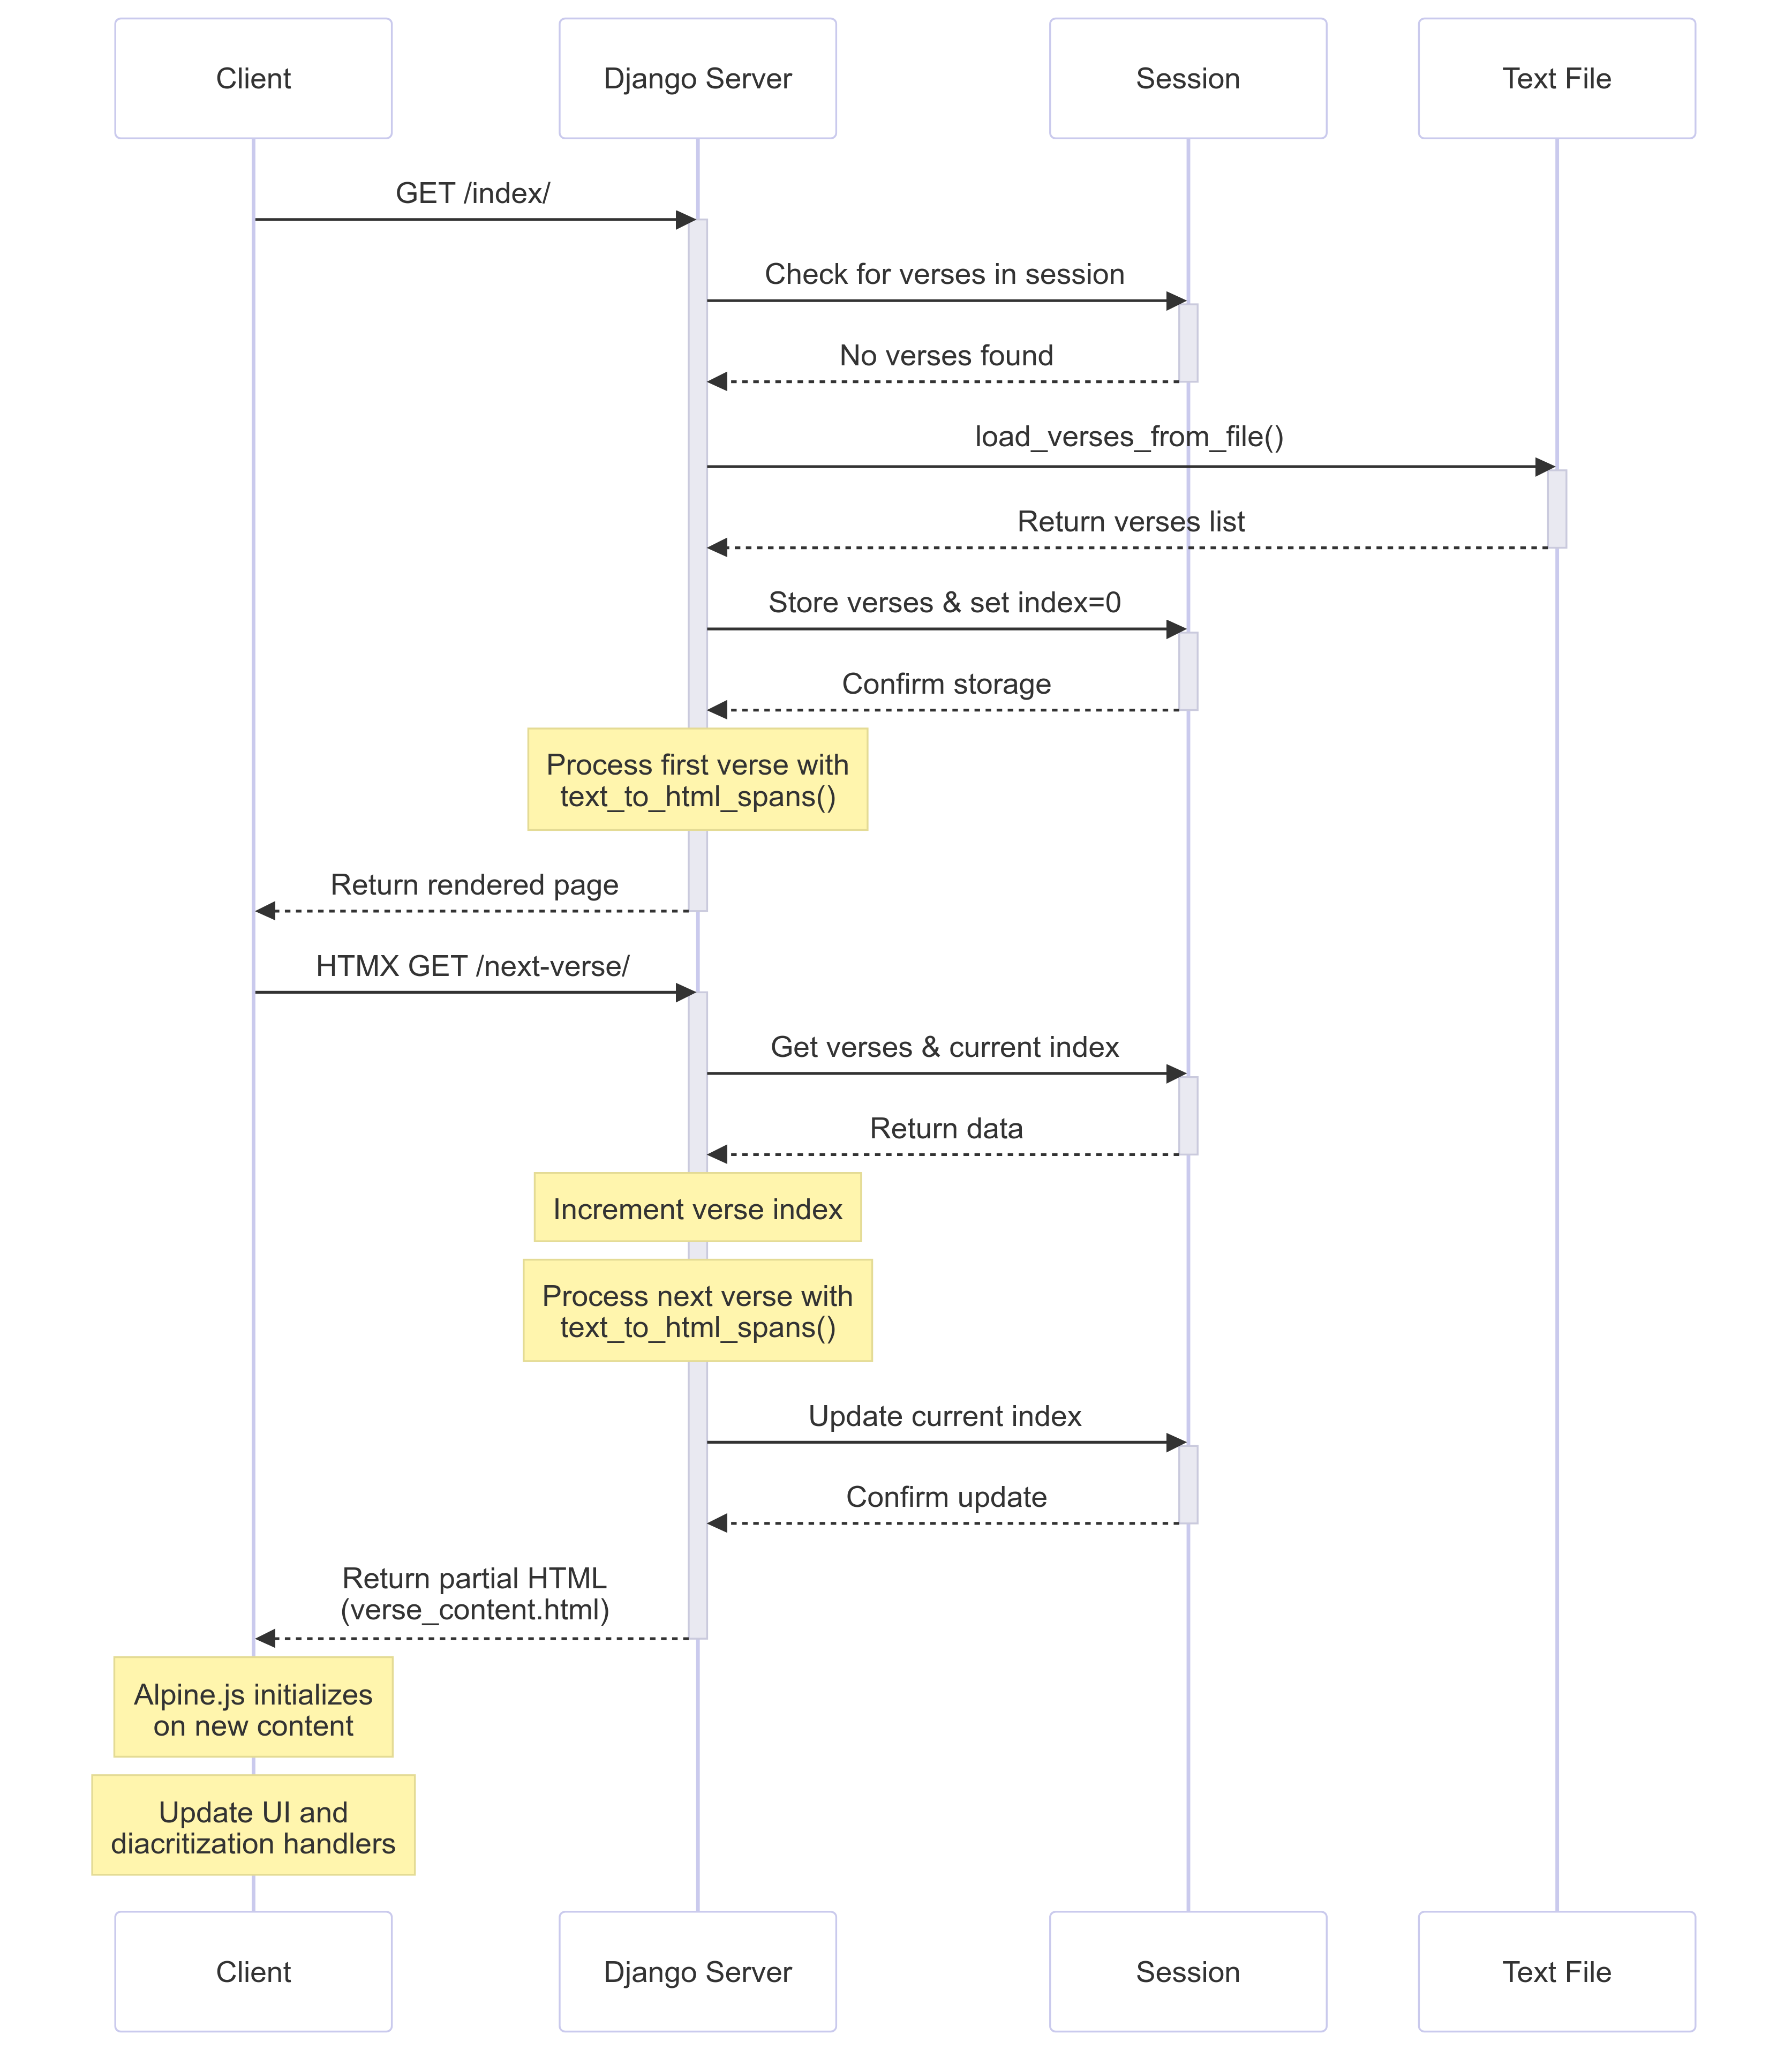 Client
Django Server
Session
Text File
GET /index/
Check for verses in session
No verses found
load_verses_from_file()
Return verses list
Store verses & set index=0
Confirm storage
Process first verse with
text_to_html_spans()
Return rendered page
HTMX GET /next-verse/
Get verses & current index
Return data
Increment verse index
Process next verse with
text_to_html_spans()
Update current index
Confirm update
Return partial HTML
(verse_content.html)
Alpine.js initializes
on new content
Update UI and
diacritization handlers
Client
Django Server
Session
Text File